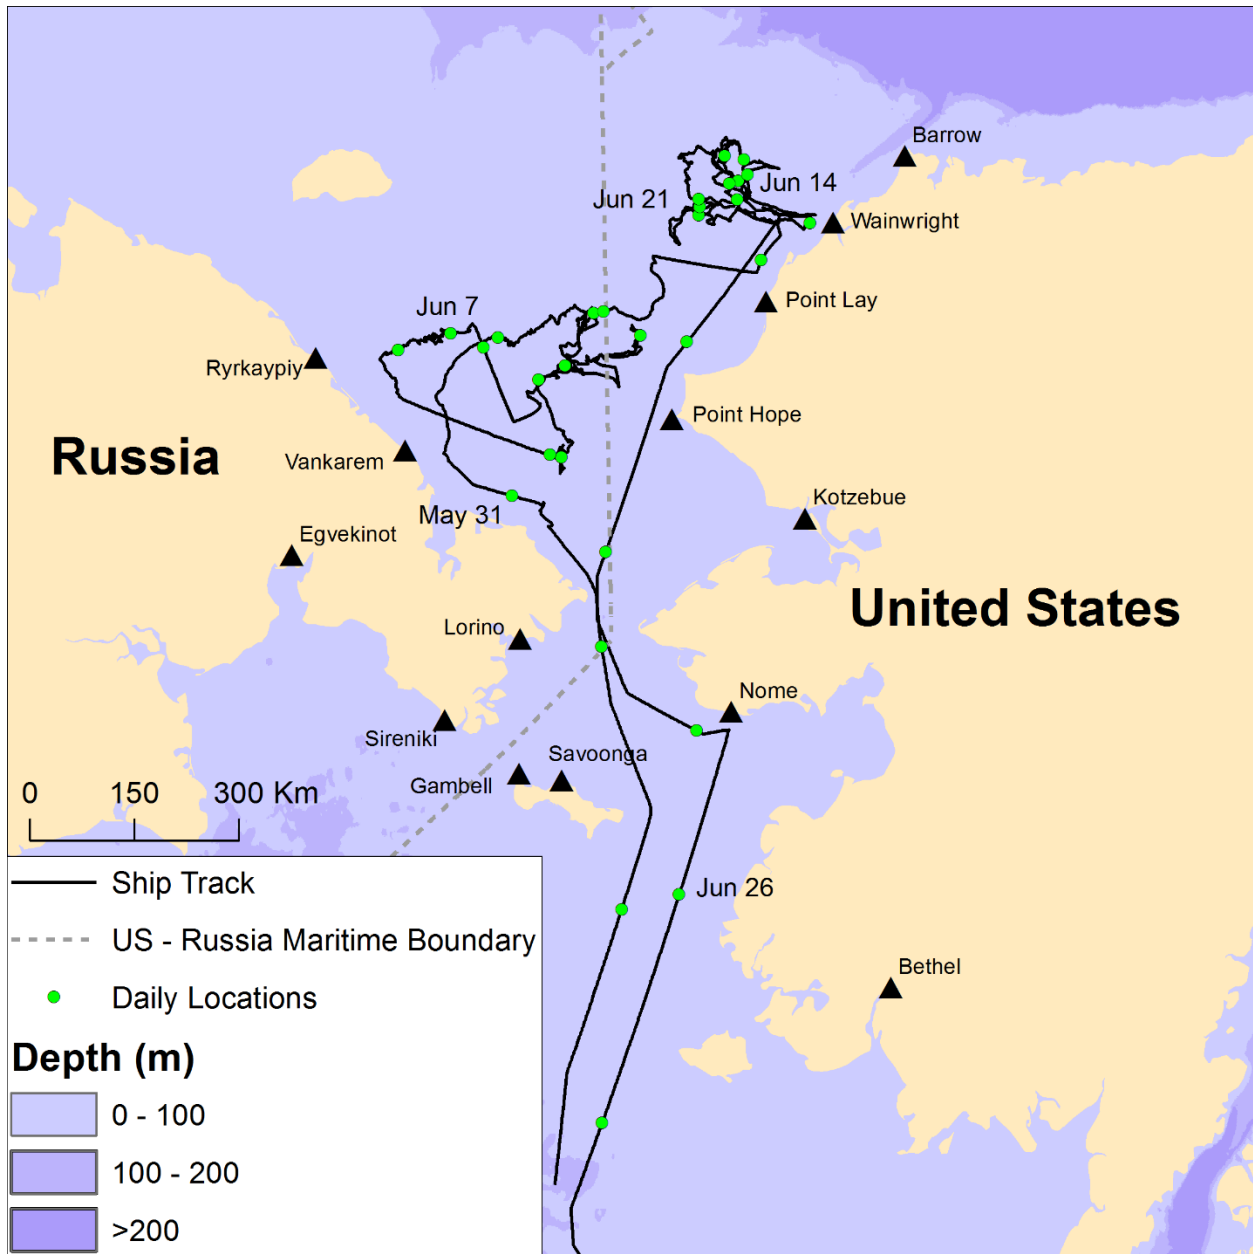 Barrow
Jun 14
Jun 21
Wainwright
Point Lay
Jun 7
Ryrkaypiy
Point Hope
Russia
Vankarem
Kotzebue
May 31
Egvekinot
United States
Lorino
Nome
Sireniki
Savoonga
Gambell
0 150 300 Km
Ship Track
Jun 26
US - Russia Maritime Boundary
Bethel
Daily Locations
Depth (m)
0 - 100
100 - 200
>200